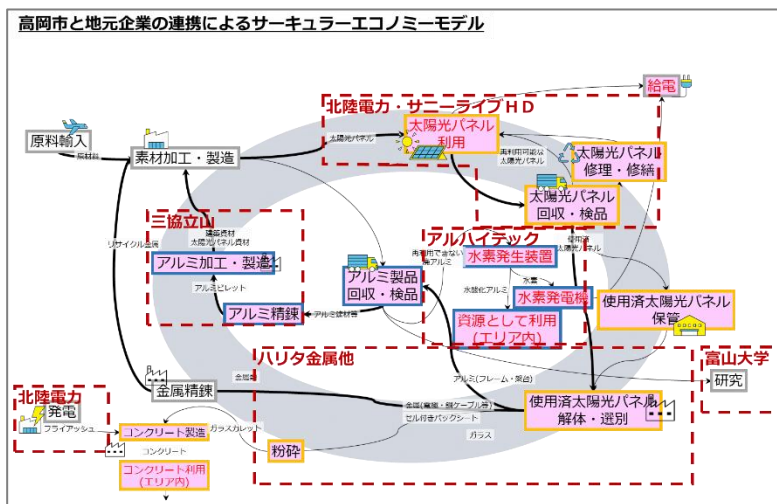 高岡市と地元企業の連携によるサーキュラーエコノミーモデル
北陸電力・サニーライブHD
給電
太陽光パネル
利用
原料輸入
原材料
素材加工・製造
太陽光パネル
再利用可能な
太陽光パネル
太陽光パネル
修理・修繕
太陽光パネル
回収・検品
三協立山
建築資材
太陽光パネル資材
リサイクル金属
アルミ加工・製造
アルミビレット
アルミ精錬
アルミ建材等
アルミ製品
回収・検品
アルハイテック
再利用できない
廃アルミ
水素発生装置
使用済
太陽光パネル
水酸化アルミ
水素
水素発電機
資源として利用
(エリア内)
使用済太陽光パネル
保管
ハリタ金属他
富山大学
研究
金属精錬
金属等
アルミ(フレーム・架台)
北陸電力
発電
フライアッシュ
コンクリート製造
ガラスカレット
金属(電線・銅ケーブル等)
セル付きバックシート
ガラス
使用済太陽光パネル
解体・選別
粉砕
コンクリート
コンクリート利用
(エリア内)